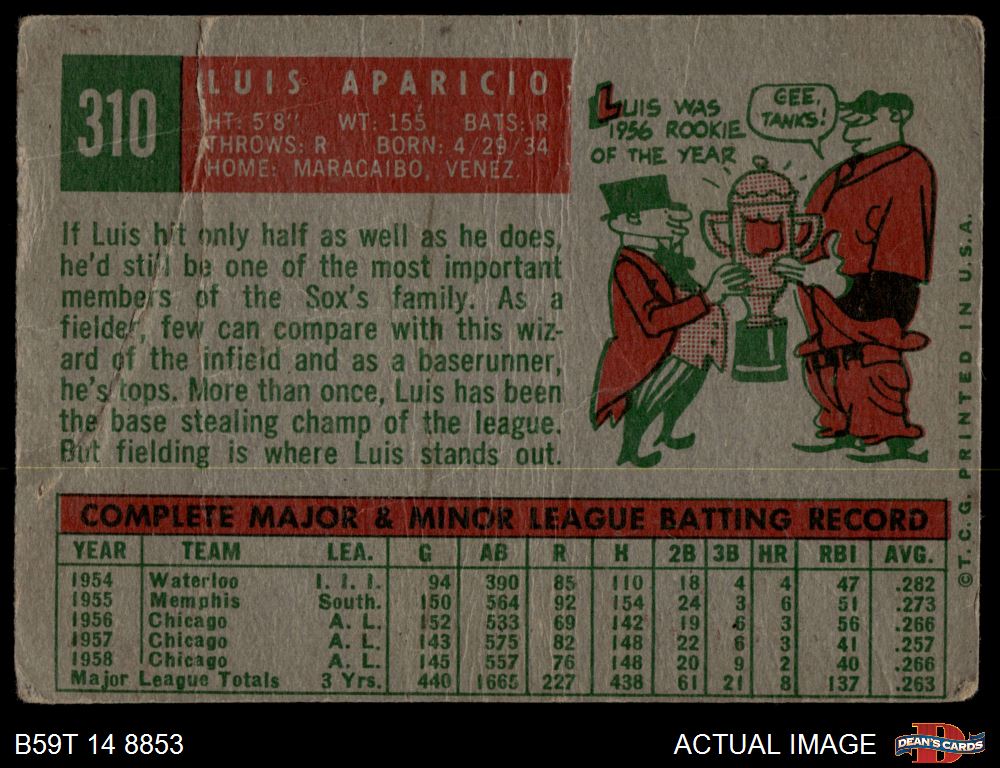 310
LUIS APARICIO
HT: 5'8" WT: 155 BATS: R
THROWS: R BORN: 4/29/34
HOME: MARACAIBO, VENEZ.
LUIS WAS
1956 ROOKIE
OF THE YEAR
GEE,
TANKS!
If Luis hit only half as well as he does,
he'd still be one of the most important
members of the Sox's family. As a
fielder, few can compare with this wiz-
ard of the infield and as a baserunner,
he's tops. More than once, Luis has been
the base stealing champ of the league.
But fielding is where Luis stands out.
COMPLETE MAJOR & MINOR LEAGUE BATTING RECORD
YEAR TEAM LEA. G AB R H 2B 3B HR RBI AVG.
1954 Waterloo I. I. I. 94 390 85 110 18 4 4 47 .282
1955 Memphis South. 150 564 92 154 24 3 6 51 .273
1956 Chicago A. L. 152 533 69 142 19 6 3 56 .266
1957 Chicago A. L. 143 575 82 148 22 6 3 41 .257
1958 Chicago A. L. 145 557 76 148 20 9 2 40 .266
Major League Totals 3 Yrs. 440 1665 227 438 61 21 8 137 .263
© T. C. G. PRINTED IN U.S.A.
B59T 14 8853
ACTUAL IMAGE
D
DEAN'S CARDS